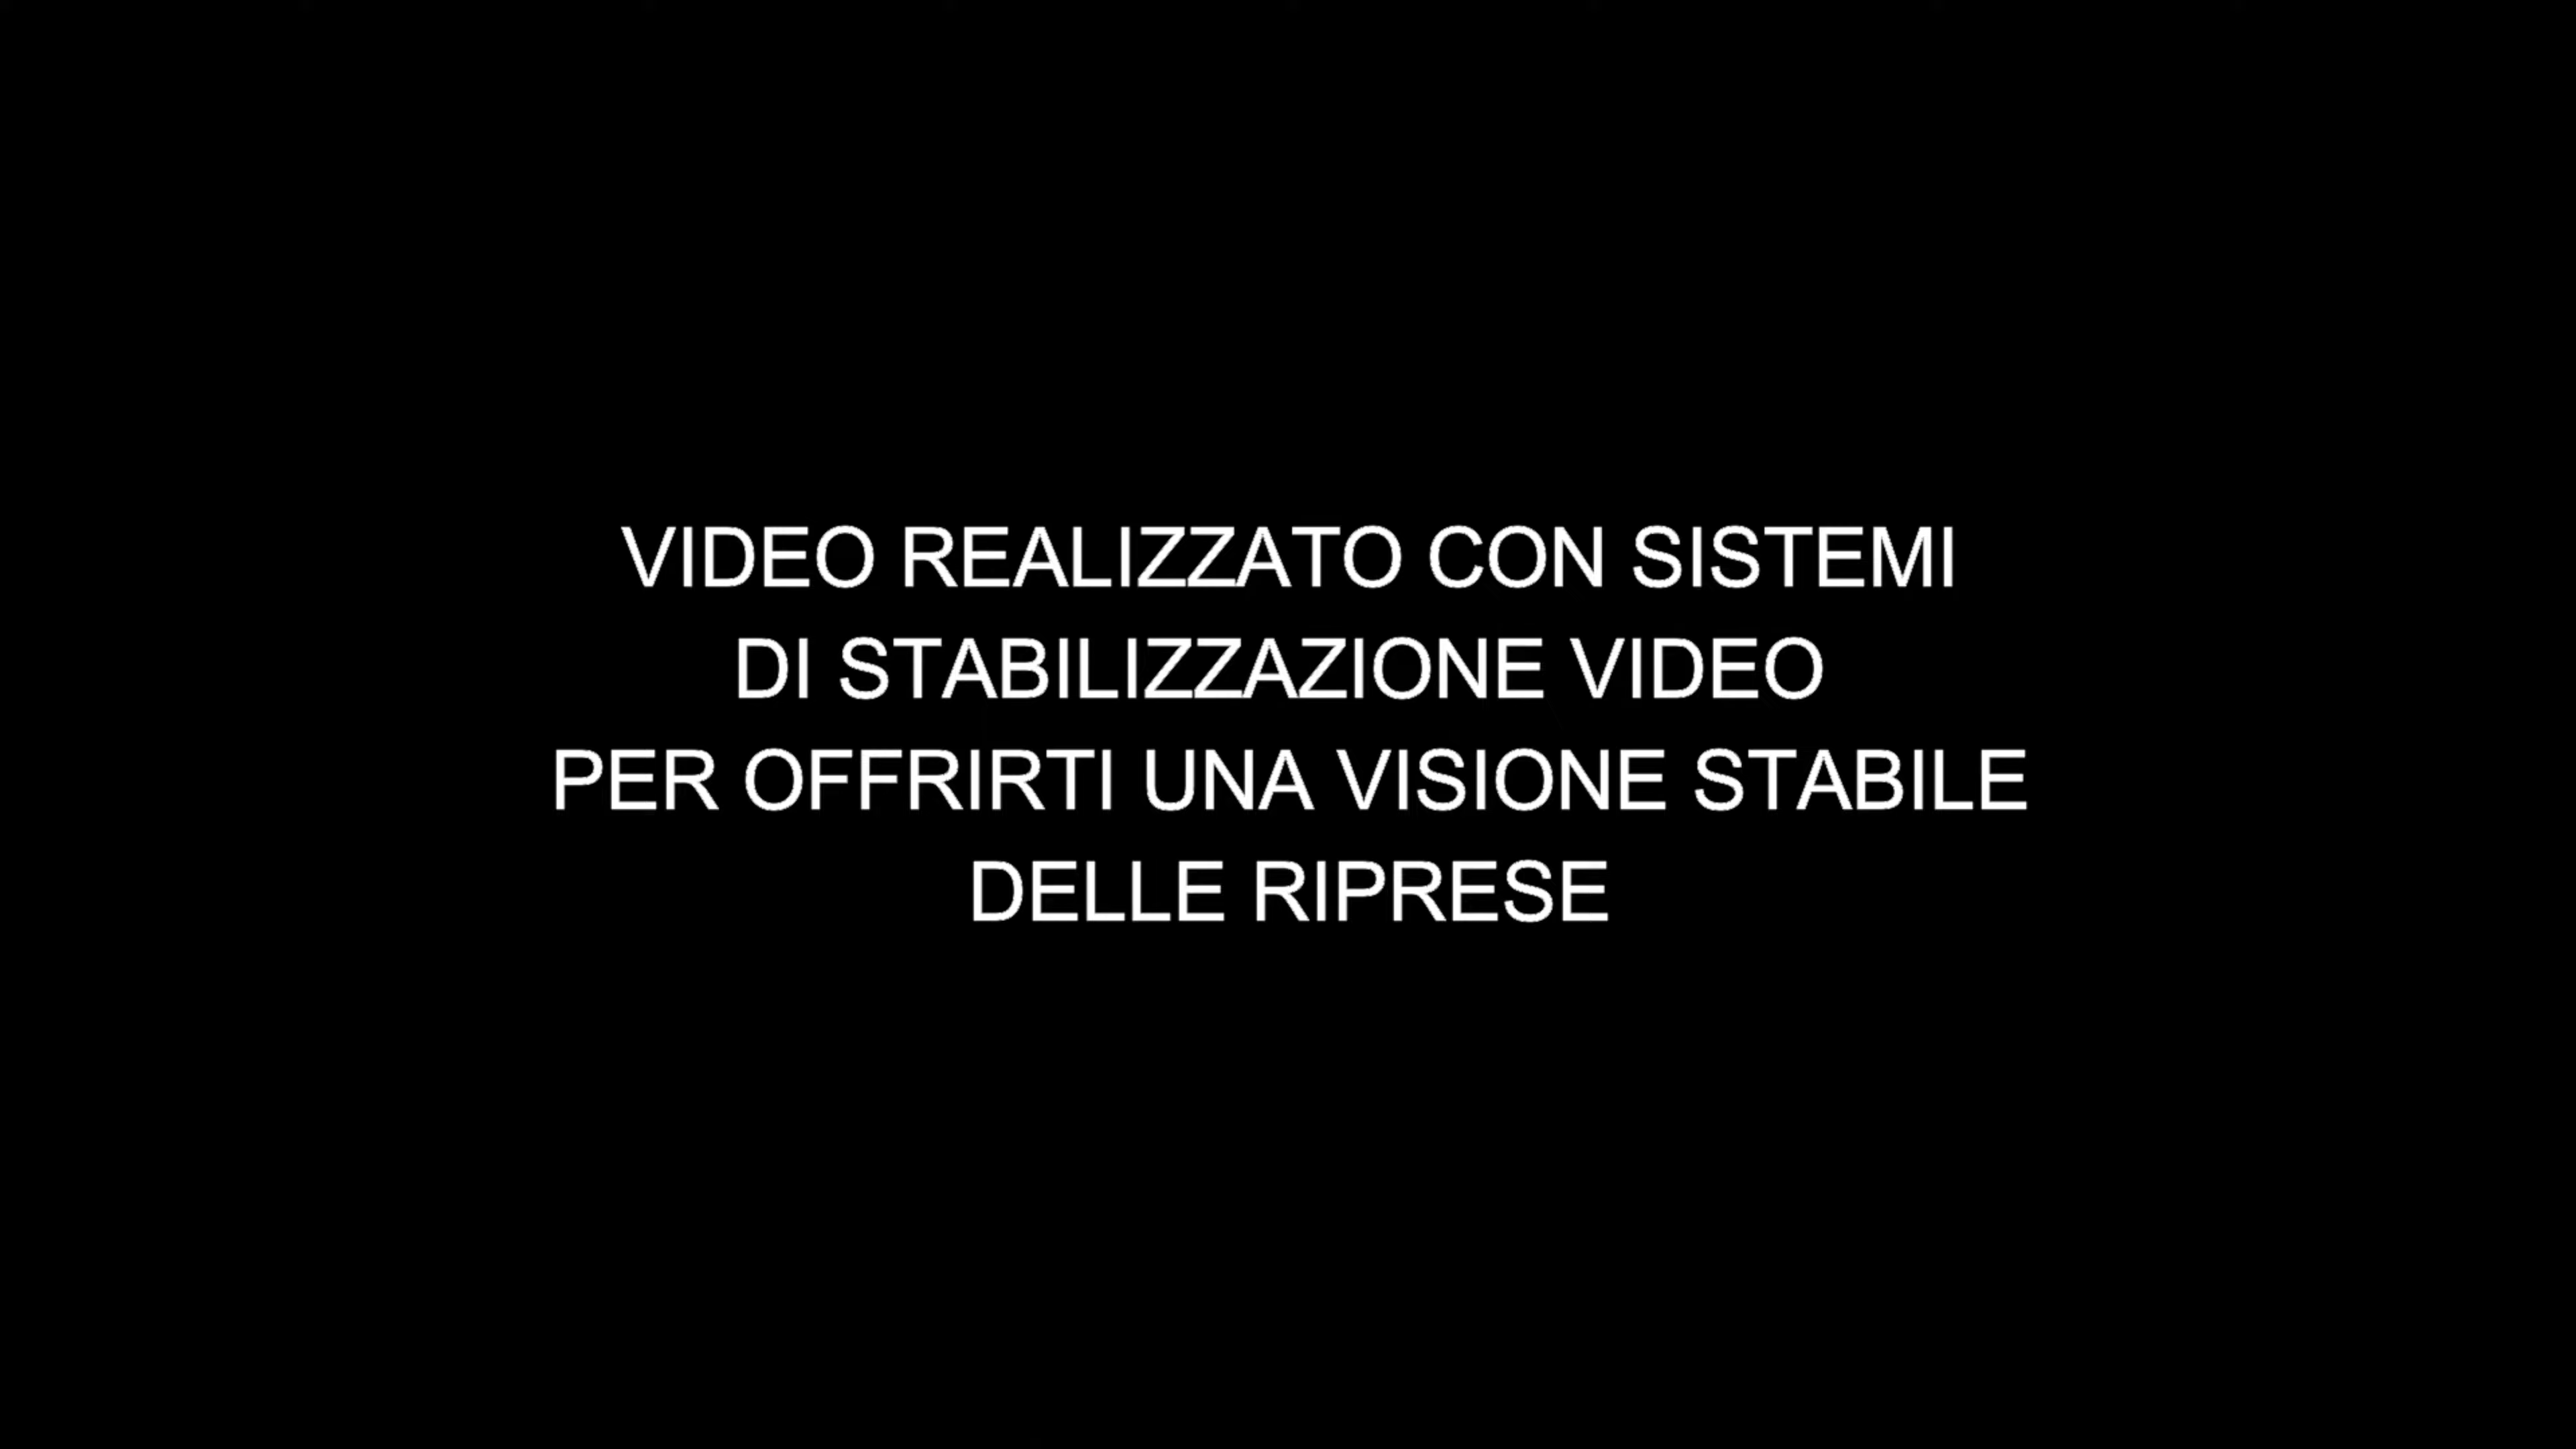 VIDEO REALIZZATO CON SISTEMI
DI STABILIZZAZIONE VIDEO
PER OFFRIRTI UNA VISIONE STABILE
DELLE RIPRESE